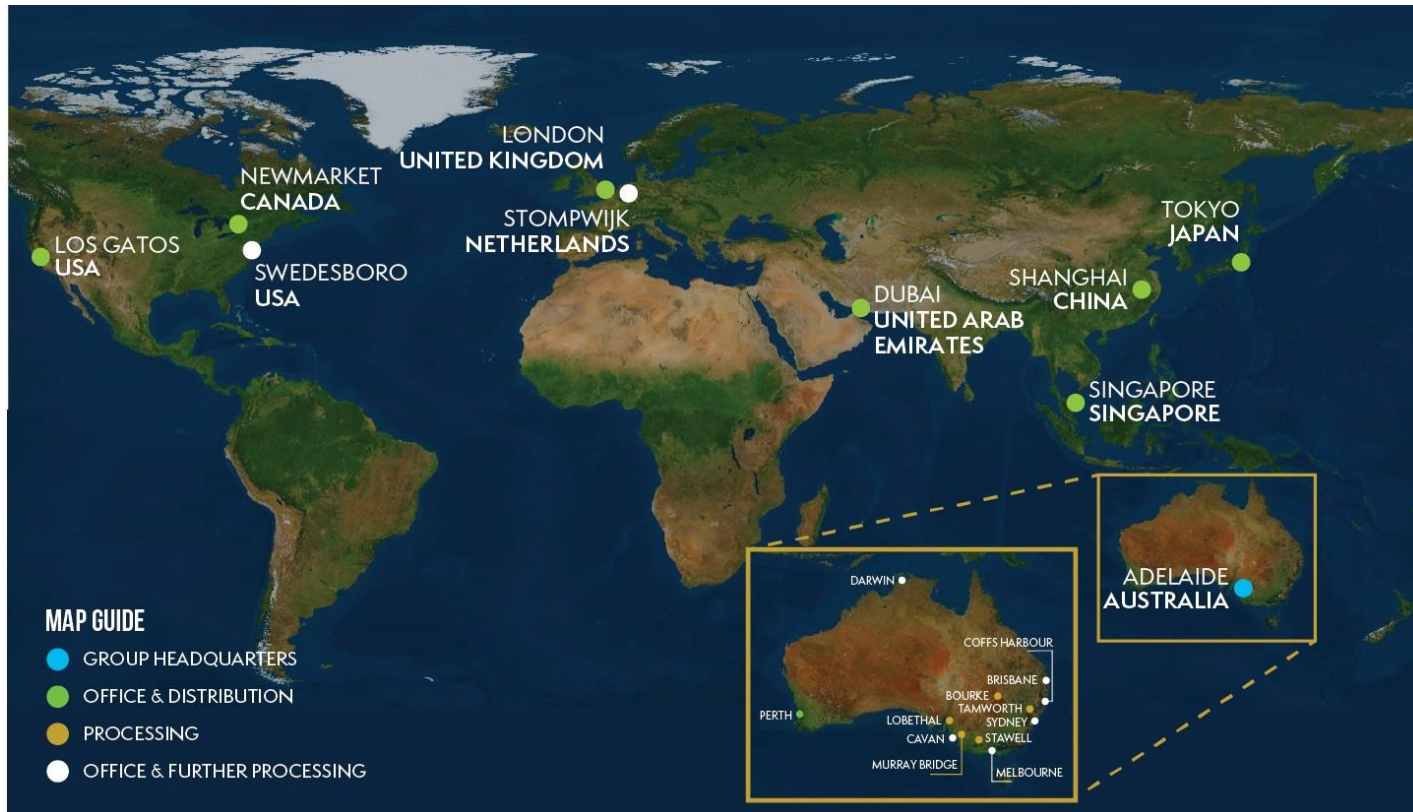 LONDON
UNITED KINGDOM
NEWMARKET
CANADA
LOS GATOS
USA
SWEDESBORO
USA
STOMPWIJK
NETHERLANDS
TOKYO
JAPAN
SHANGHAI
CHINA
DUBAI
UNITED ARAB
EMIRATES
SINGAPORE
SINGAPORE
ADELAIDE
AUSTRALIA
DARWIN
COFFS HARBOUR
BRISBANE
BOURKE
TAMWORTH
PERTH
LOBETHAL
SYDNEY
CAVAN
STAWELL
MURRAY BRIDGE
MELBOURNE
MAP GUIDE
GROUP HEADQUARTERS
OFFICE & DISTRIBUTION
PROCESSING
OFFICE & FURTHER PROCESSING